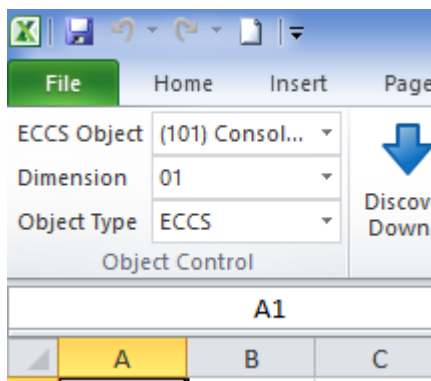 File Home Insert Page
ECCS Object (101) Consol...
Dimension 01
Object Type ECCS
Discov
Down
Object Control
A1
A B C